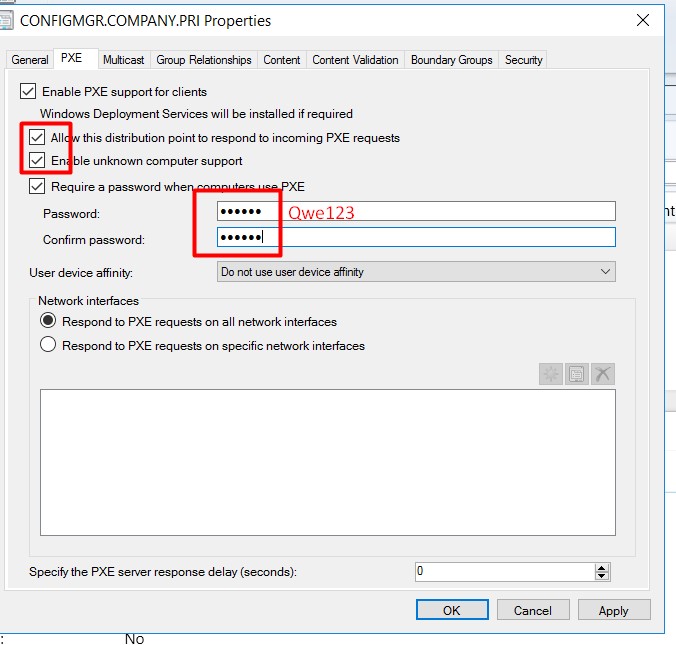 CONFIGMGR.COMPANY.PRI Properties
General PXE Multicast Group Relationships Content Content Validation Boundary Groups Security
Enable PXE support for clients
Windows Deployment Services will be installed if required
Allow this distribution point to respond to incoming PXE requests
Enable unknown computer support
Require a password when computers use PXE
Password: •••••• Qwe123
Confirm password: ••••••
User device affinity: Do not use user device affinity
Network interfaces
Respond to PXE requests on all network interfaces
Respond to PXE requests on specific network interfaces
Specify the PXE server response delay (seconds): 0
OK Cancel Apply
: No